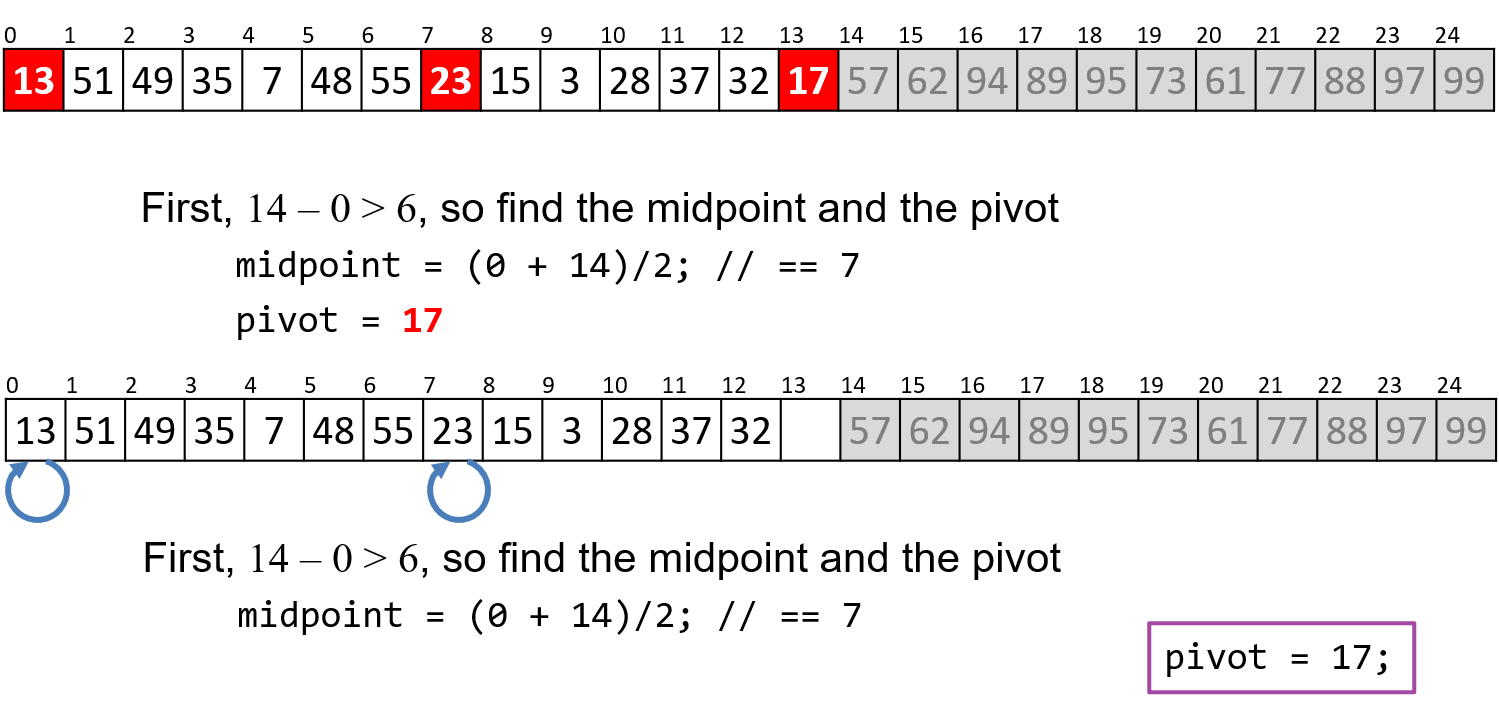 0 1 2 3 4 5 6 7 8 9 10 11 12 13 14 15 16 17 18 19 20 21 22 23 24
13 51 49 35 7 48 55 23 15 3 28 37 32 17 57 62 94 89 95 73 61 77 88 97 99
First, 14 – 0 > 6, so find the midpoint and the pivot
midpoint = (0 + 14)/2; // == 7
pivot = 17
0 1 2 3 4 5 6 7 8 9 10 11 12 13 14 15 16 17 18 19 20 21 22 23 24
13 51 49 35 7 48 55 23 15 3 28 37 32 57 62 94 89 95 73 61 77 88 97 99
First, 14 – 0 > 6, so find the midpoint and the pivot
midpoint = (0 + 14)/2; // == 7
pivot = 17;